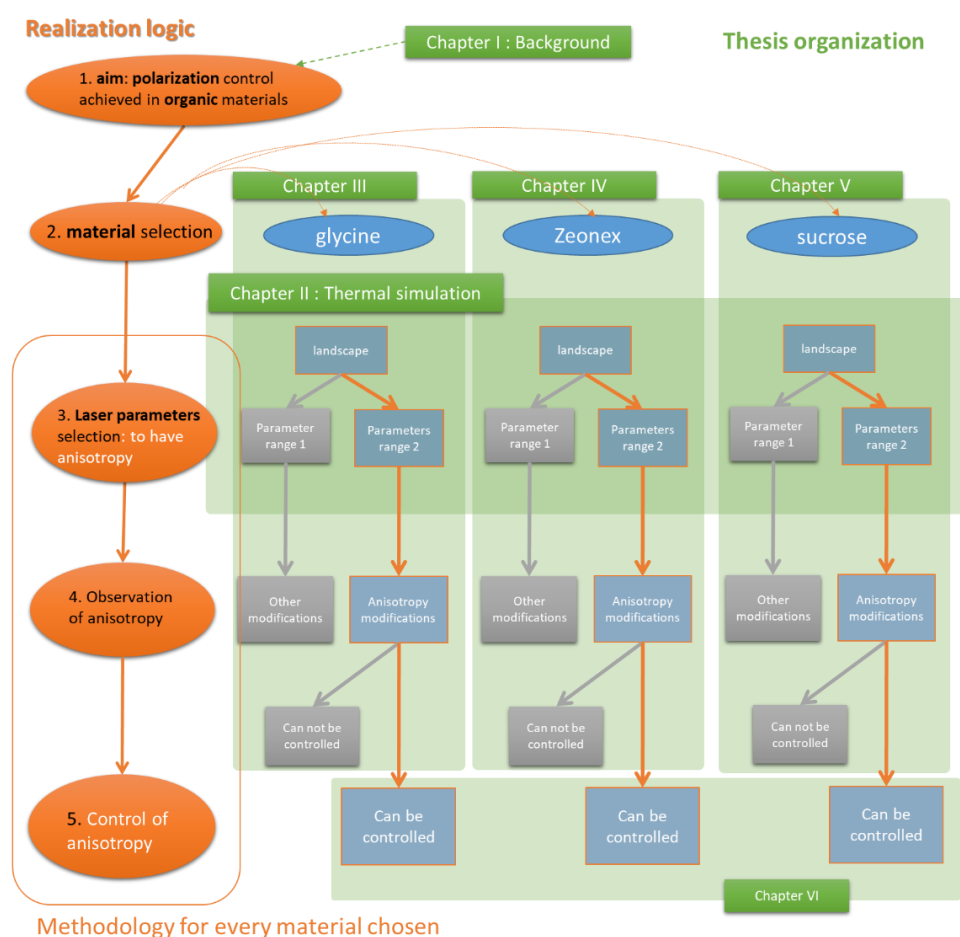 Realization logic
Chapter I : Background
Thesis organization
1. aim: polarization control
achieved in organic materials
Chapter III
Chapter IV
Chapter V
2. material selection
glycine
Zeonex
sucrose
Chapter II : Thermal simulation
landscape
landscape
landscape
3. Laser parameters
selection: to have
anisotropy
Parameter
range 1
Parameters
range 2
Parameter
range 1
Parameters
range 2
Parameter
range 1
Parameters
range 2
4. Observation
of anisotropy
Other
modifications
Anisotropy
modifications
Other
modifications
Anisotropy
modifications
Other
modifications
Anisotropy
modifications
Can not be
controlled
Can not be
controlled
Can not be
controlled
5. Control of
anisotropy
Can be
controlled
Can be
controlled
Can be
controlled
Chapter VI
Methodology for every material chosen